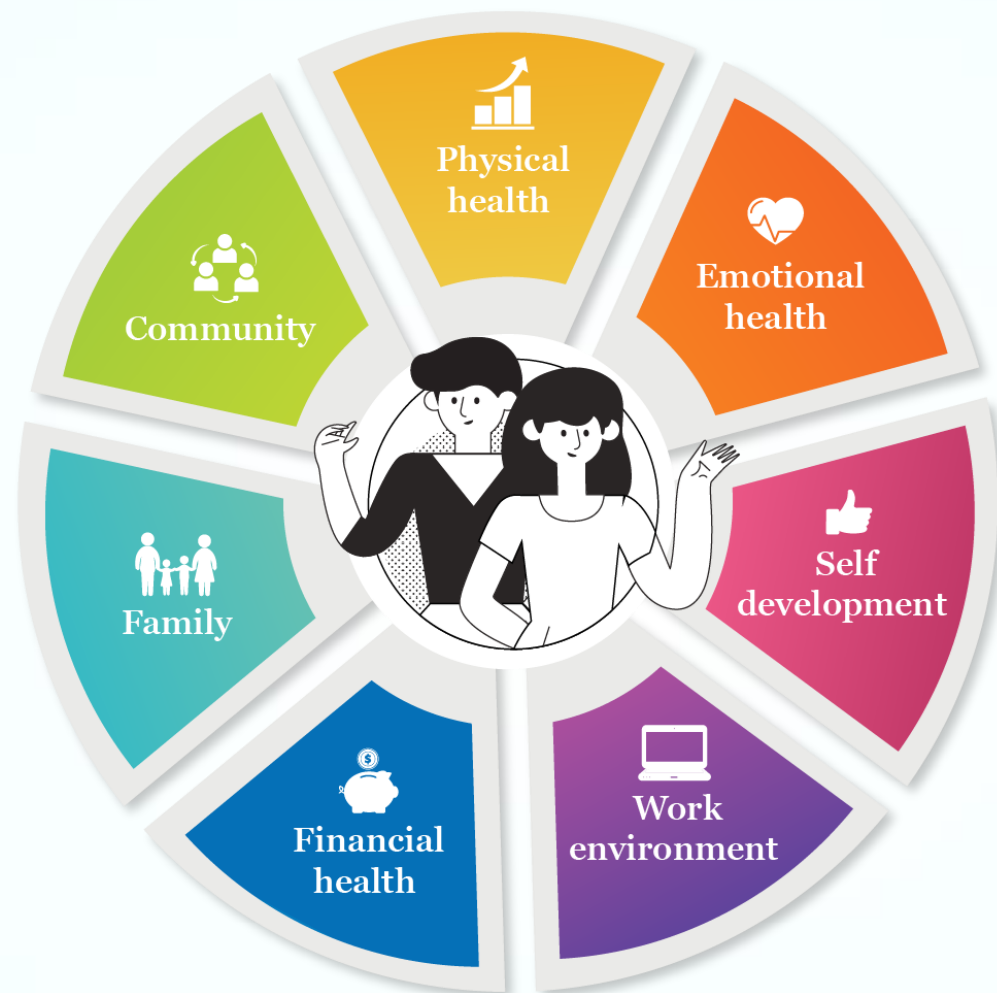 Physical
health
Emotional
health
Self
development
Work
environment
$
Financial
health
Family
Community